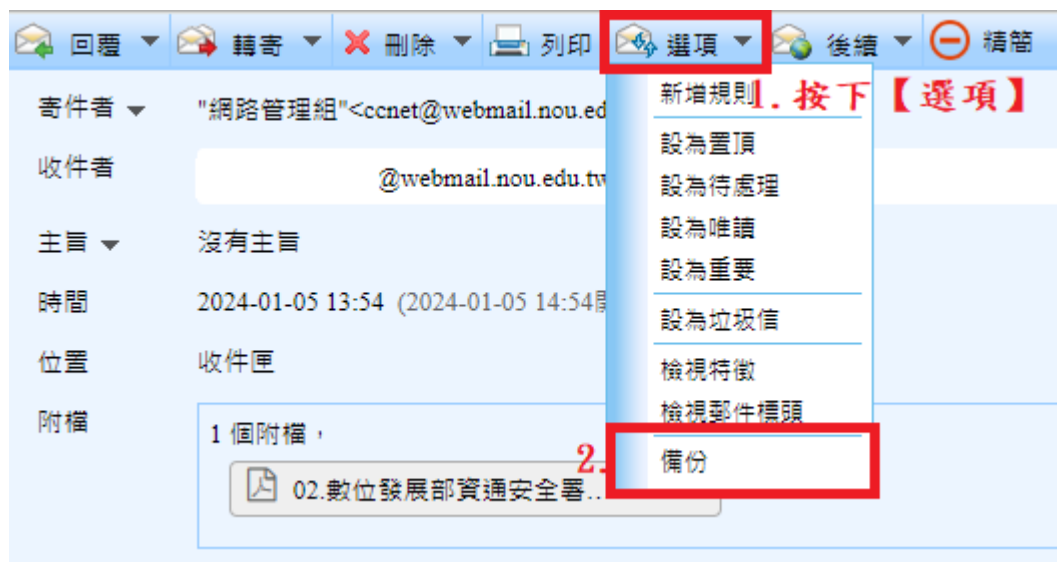 回覆 轉寄 刪除 列印 選項 後續 精簡
寄件者 "網路管理組"<ccnet@webmail.nou.ed
新增規則
1. 按下【選項】
收件者 @webmail.nou.edu.tw
設為置頂
設為待處理
主旨 沒有主旨
設為唯讀
設為重要
時間 2024-01-05 13:54 (2024-01-05 14:54
設為垃圾信
位置 收件匣
檢視特徵
檢視郵件標頭
附檔 1 個附檔,
2. 備份
02.數位發展部資通安全署...